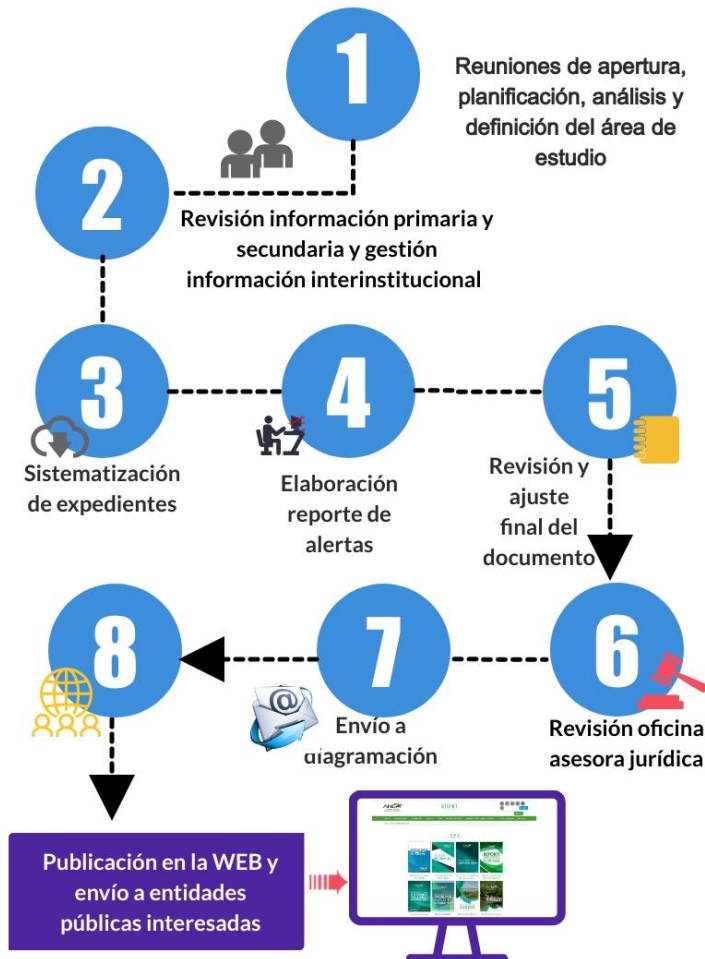 1
Reuniones de apertura,
planificación, análisis y
definición del área de
estudio
2
Revisión información primaria y
secundaria y gestión
información interinstitucional
3
Sistematización
de expedientes
4
Elaboración
reporte de
alertas
5
Revisión y
ajuste
final del
documento
6
Revisión oficina
asesora jurídica
7
@
Envío a
diagramación
8
Publicación en la WEB y
envío a entidades
públicas interesadas